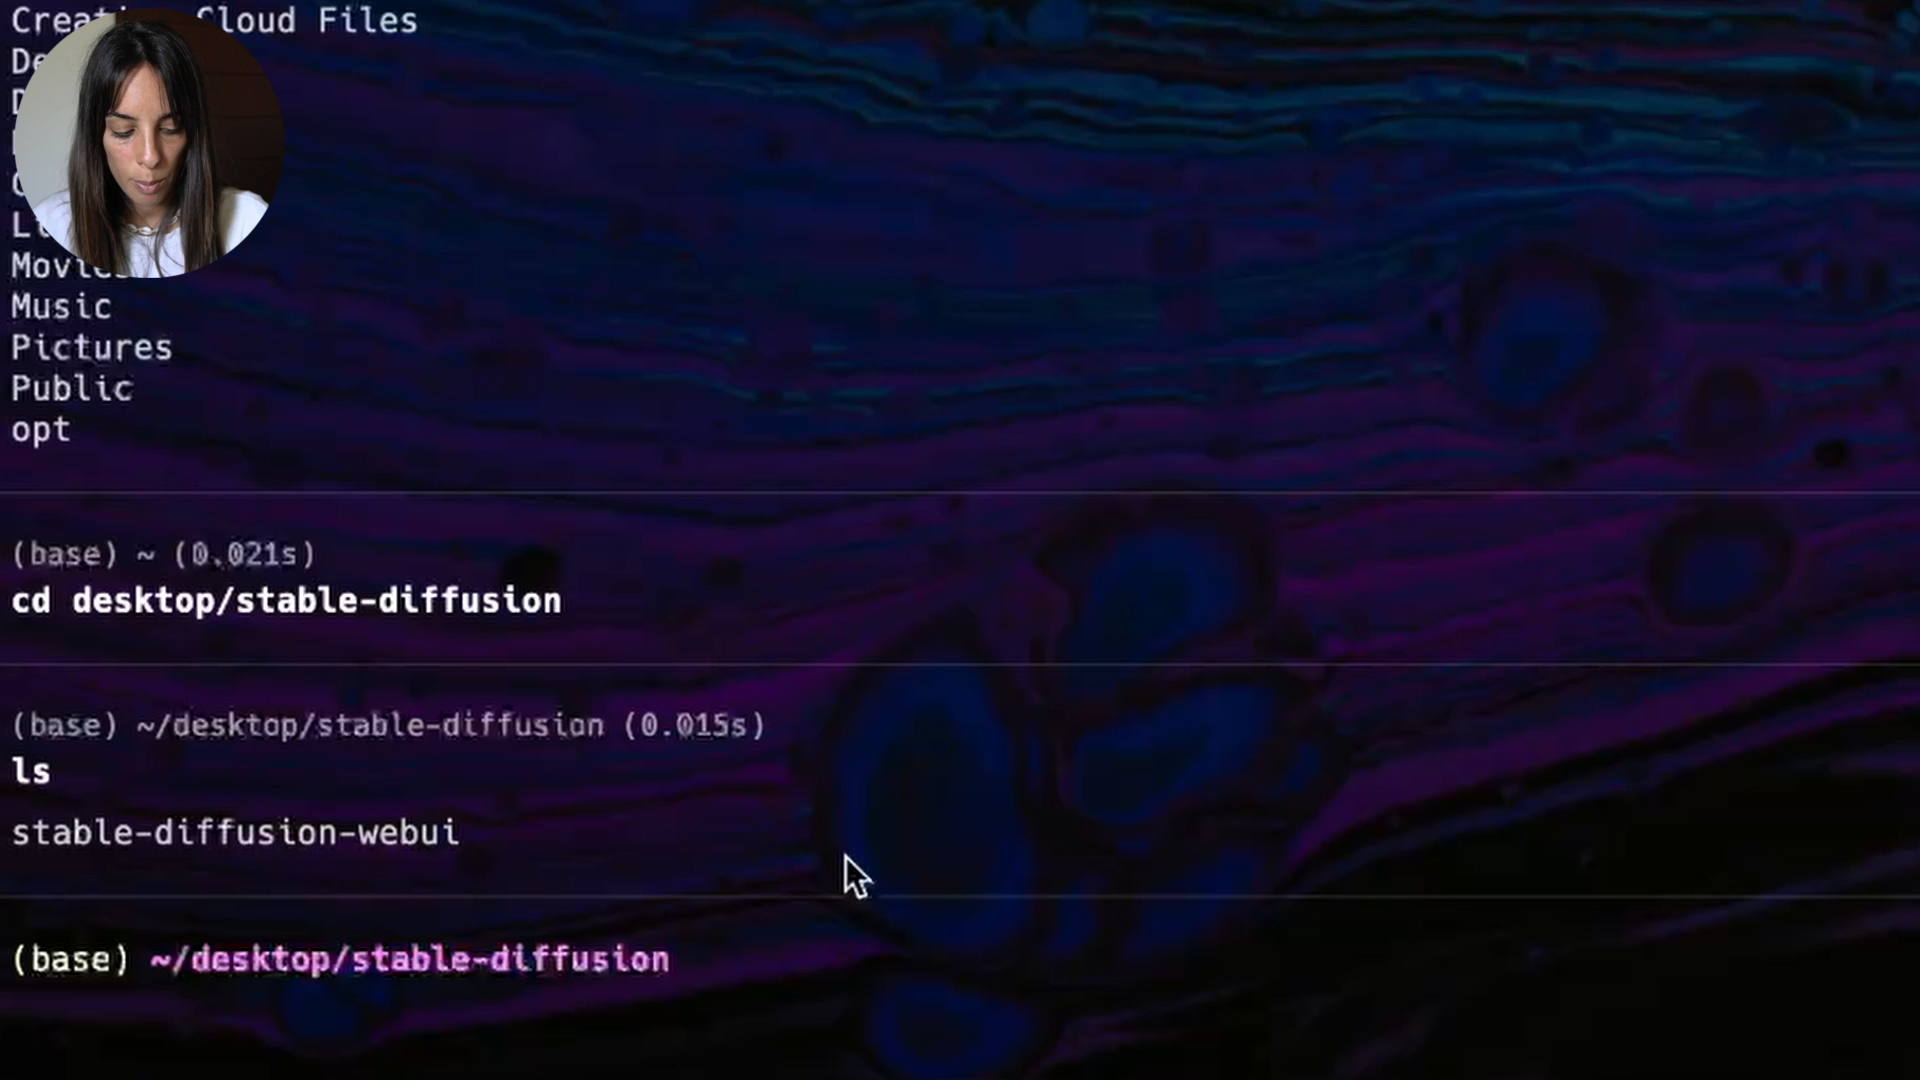 Cloud Files
Music
Pictures
Public
opt
(base) ~ (0.021s)
cd desktop/stable-diffusion
(base) ~/desktop/stable-diffusion (0.015s)
ls
stable-diffusion-webui
(base) ~/desktop/stable-diffusion